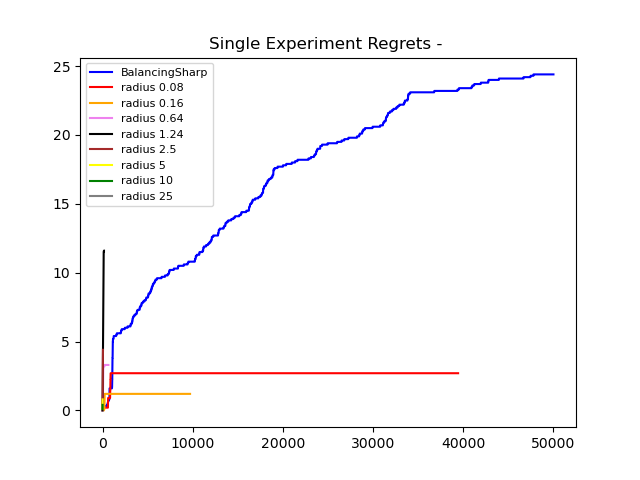 Single Experiment Regrets -
25
20
15
10
5
0
BalancingSharp
radius 0.08
radius 0.16
radius 0.64
radius 1.24
radius 2.5
radius 5
radius 10
radius 25
0 10000 20000 30000 40000 50000